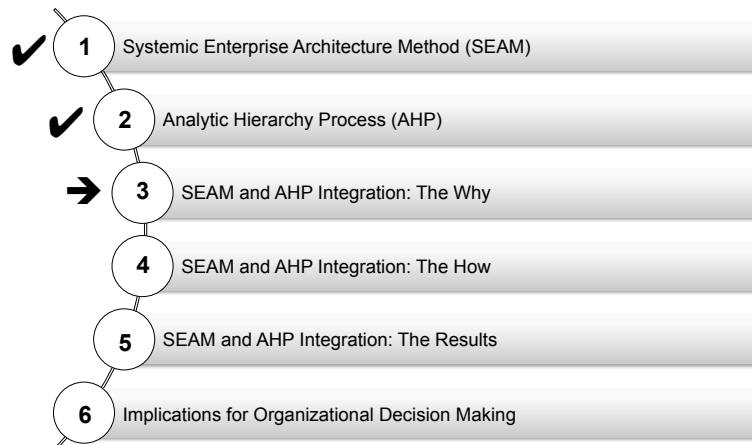 1 Systemic Enterprise Architecture Method (SEAM)
2 Analytic Hierarchy Process (AHP)
3 SEAM and AHP Integration: The Why
4 SEAM and AHP Integration: The How
5 SEAM and AHP Integration: The Results
6 Implications for Organizational Decision Making